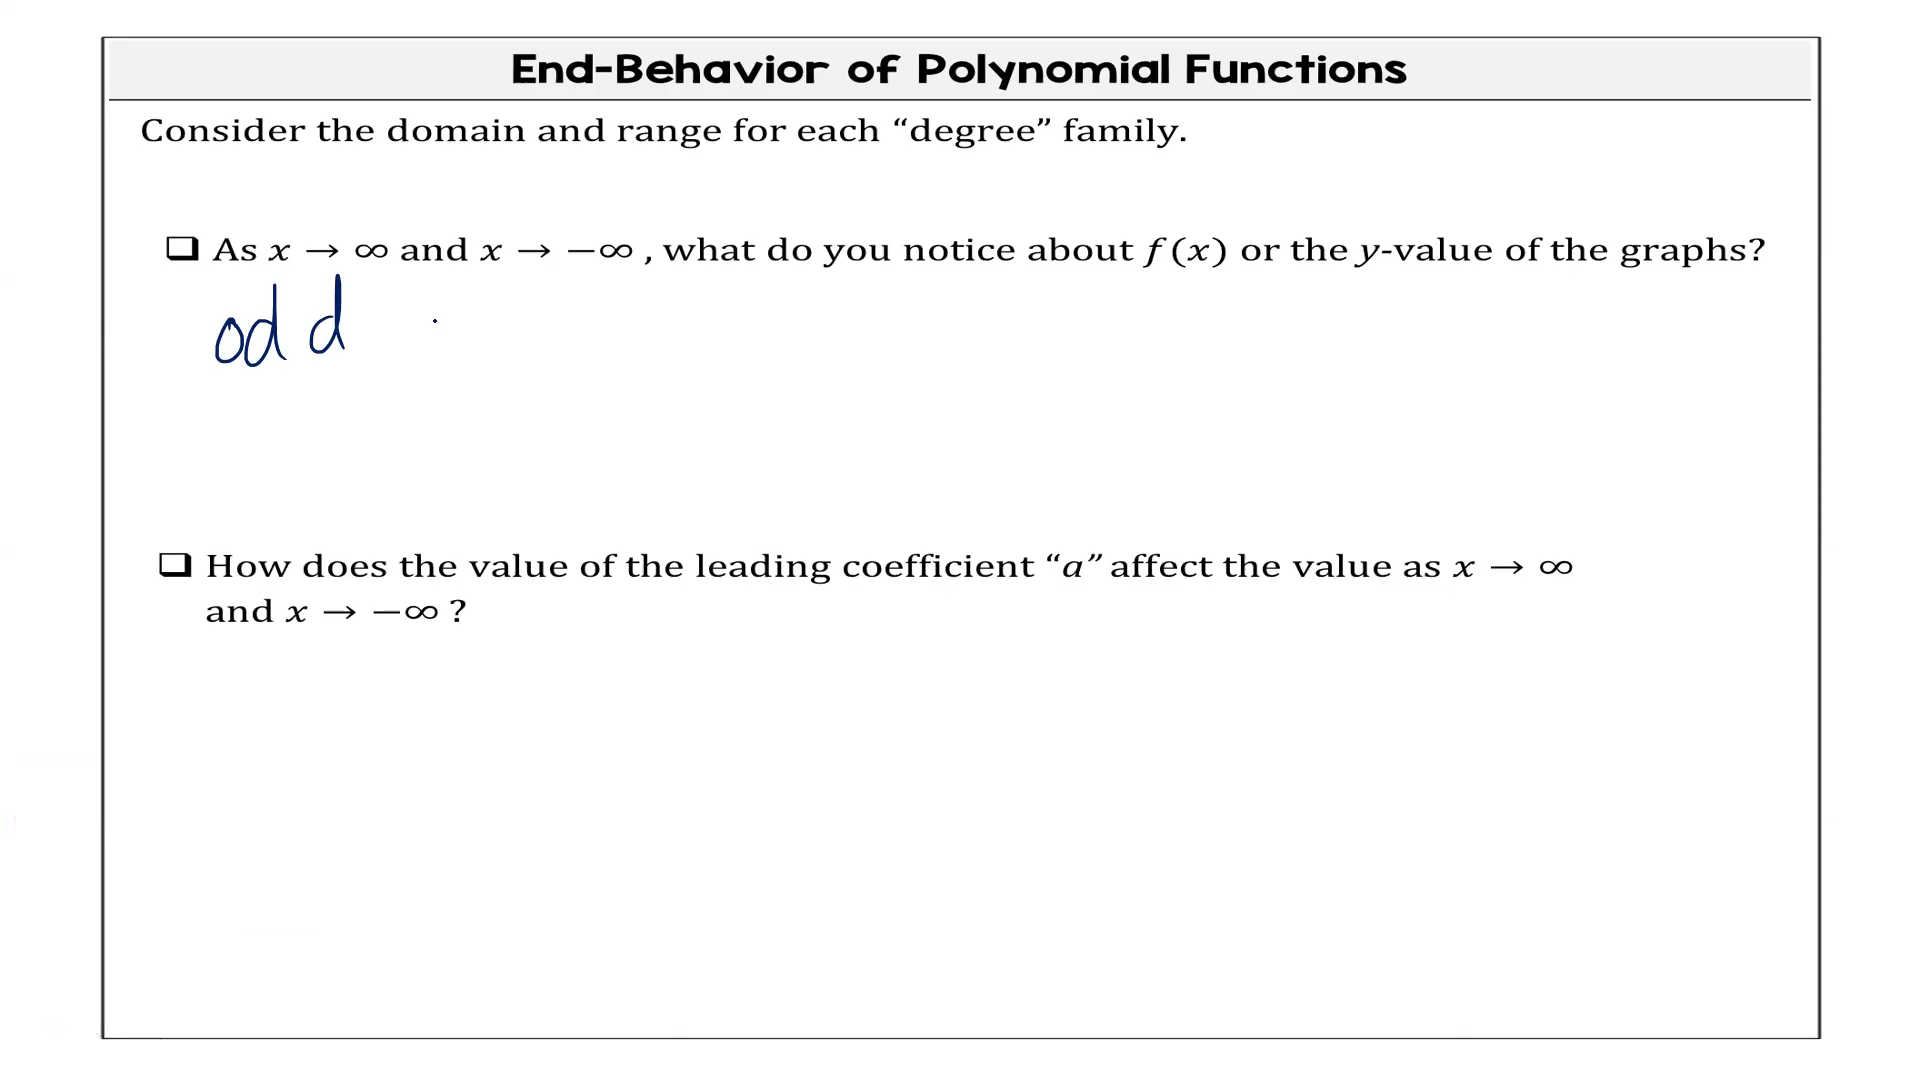 End-Behavior of Polynomial Functions
Consider the domain and range for each “degree” family.
❑ As x → ∞ and x → −∞ , what do you notice about f(x) or the y-value of the graphs?
odd
❑ How does the value of the leading coefficient “a” affect the value as x → ∞
and x → −∞ ?